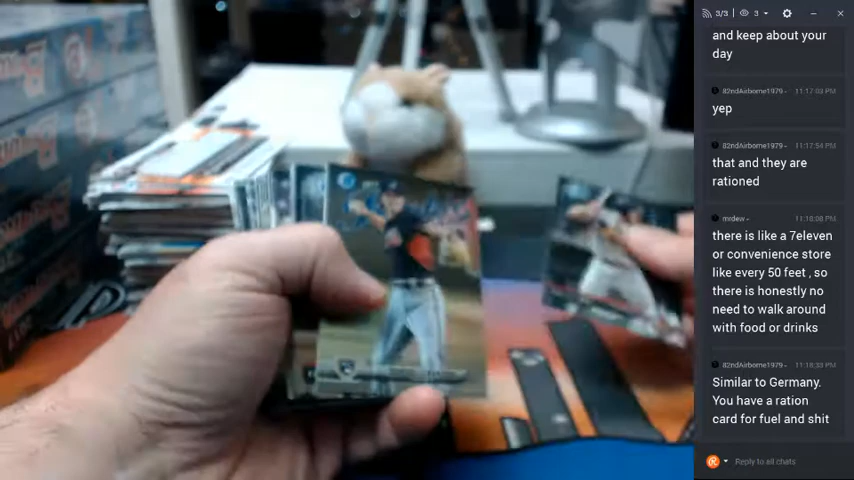 3/3
3
and keep about your
day
82ndAirborne1979 -
11:17:03 PM
yep
82ndAirborne1979 -
11:17:54 PM
that and they are
rationed
mrdew -
11:18:08 PM
there is like a 7eleven
or convenience store
like every 50 feet , so
there is honestly no
need to walk around
with food or drinks
82ndAirborne1979 -
11:18:33 PM
Similar to Germany.
You have a ration
card for fuel and shit
Reply to all chats